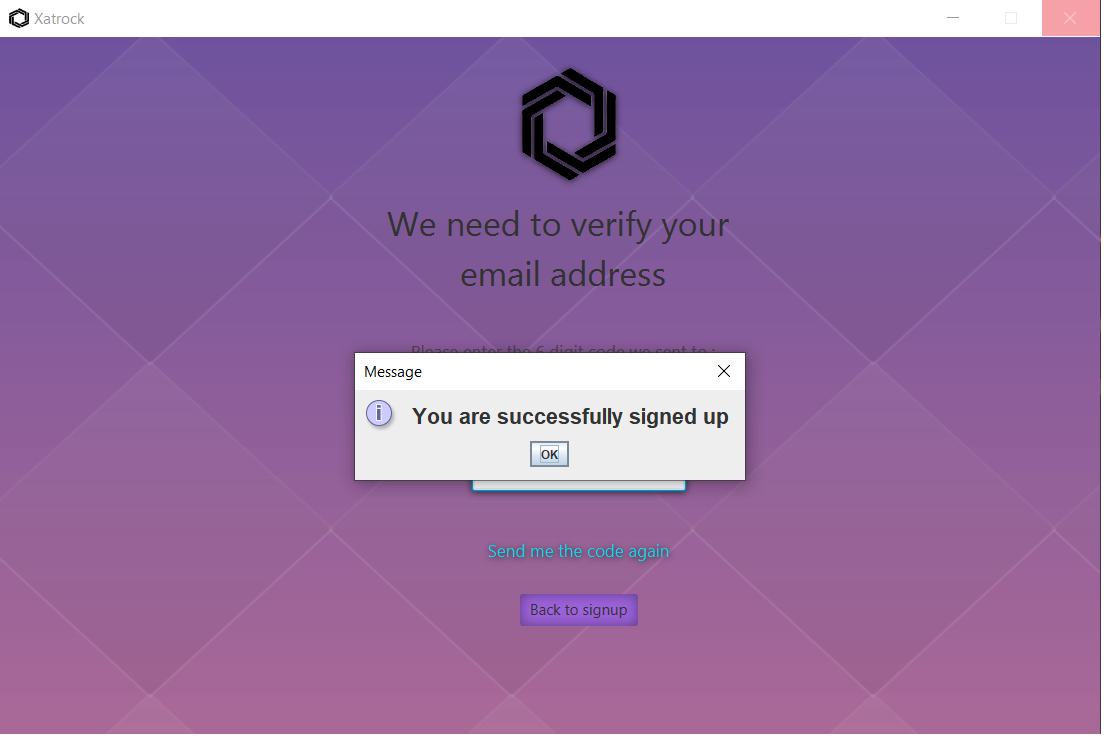 Xatrock
We need to verify your
email address
Please enter the 6 digit code we sent to :
Message
You are successfully signed up
OK
Send me the code again
Back to signup